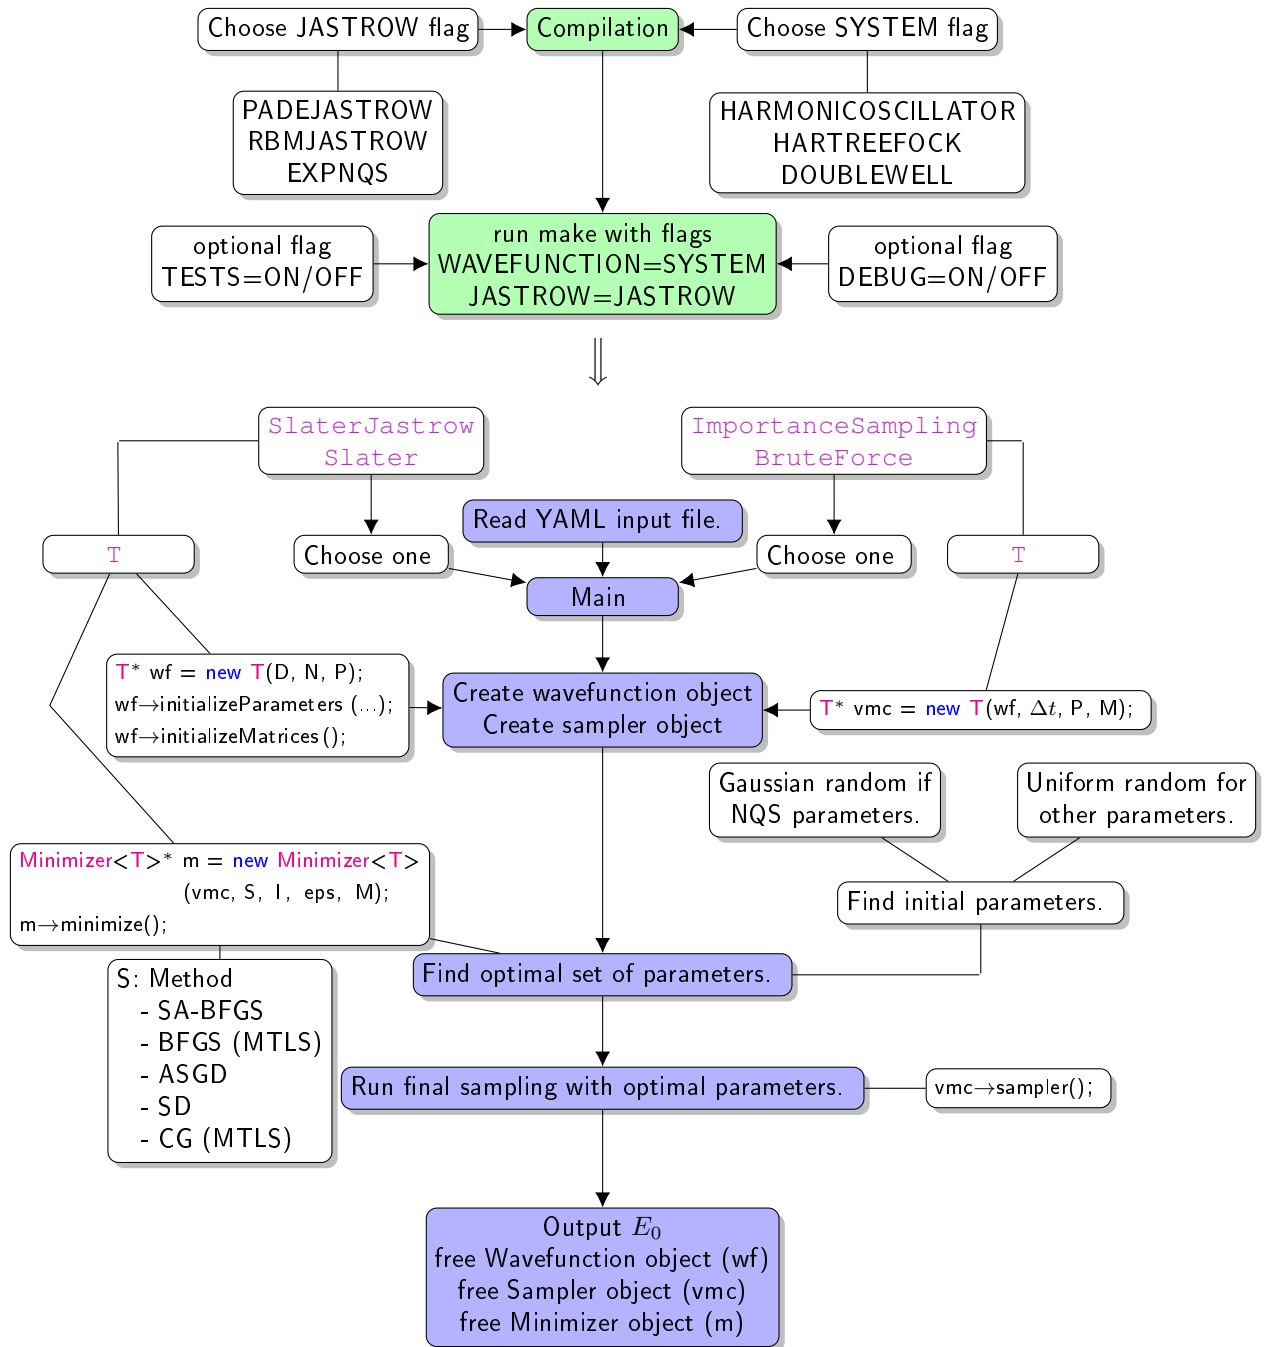 Choose JASTROW flag
Compilation
Choose SYSTEM flag
PADEJASTROW
RBMJASTROW
EXPNQS
HARMONICOSCILLATOR
HARTREEFOCK
DOUBLEWELL
optional flag
TESTS=ON/OFF
run make with flags
WAVEFUNCTION=SYSTEM
JASTROW=JASTROW
optional flag
DEBUG=ON/OFF
⇓
SlaterJastrow
Slater
ImportanceSampling
BruteForce
Read YAML input file.
T
Choose one
Choose one
T
Main
T* wf = new T(D, N, P);
wf→initializeParameters (...);
wf→initializeMatrices();
Create wavefunction object
Create sampler object
T* vmc = new T(wf, Δt, P, M);
Gaussian random if
NQS parameters.
Uniform random for
other parameters.
Minimizer<T>* m = new Minimizer<T>
(vmc, S, I, eps, M);
m→minimize();
Find initial parameters.
Find optimal set of parameters.
S: Method
- SA-BFGS
- BFGS (MTLS)
- ASGD
- SD
- CG (MTLS)
Run final sampling with optimal parameters.
vmc→sampler();
Output E₀
free Wavefunction object (wf)
free Sampler object (vmc)
free Minimizer object (m)